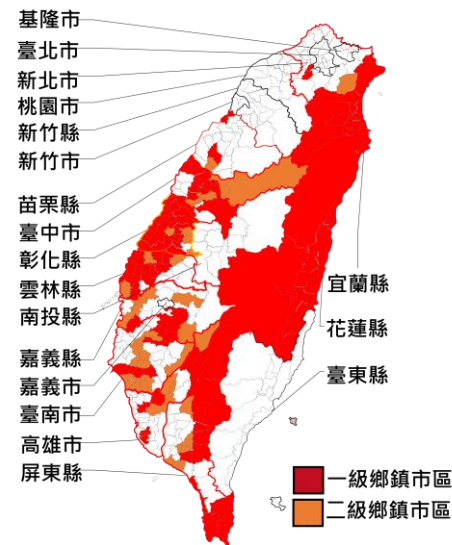 基隆市
臺北市
新北市
桃園市
新竹縣
新竹市
苗栗縣
臺中市
彰化縣
雲林縣
南投縣
嘉義縣
嘉義市
臺南市
高雄市
屏東縣
宜蘭縣
花蓮縣
臺東縣
一級鄉鎮市區
二級鄉鎮市區